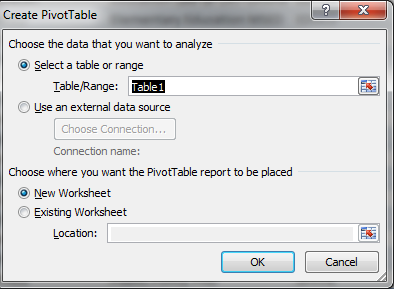 Create PivotTable
Choose the data that you want to analyze
Select a table or range
Table/Range: Table1
Use an external data source
Choose Connection...
Connection name:
Choose where you want the PivotTable report to be placed
New Worksheet
Existing Worksheet
Location:
OK Cancel